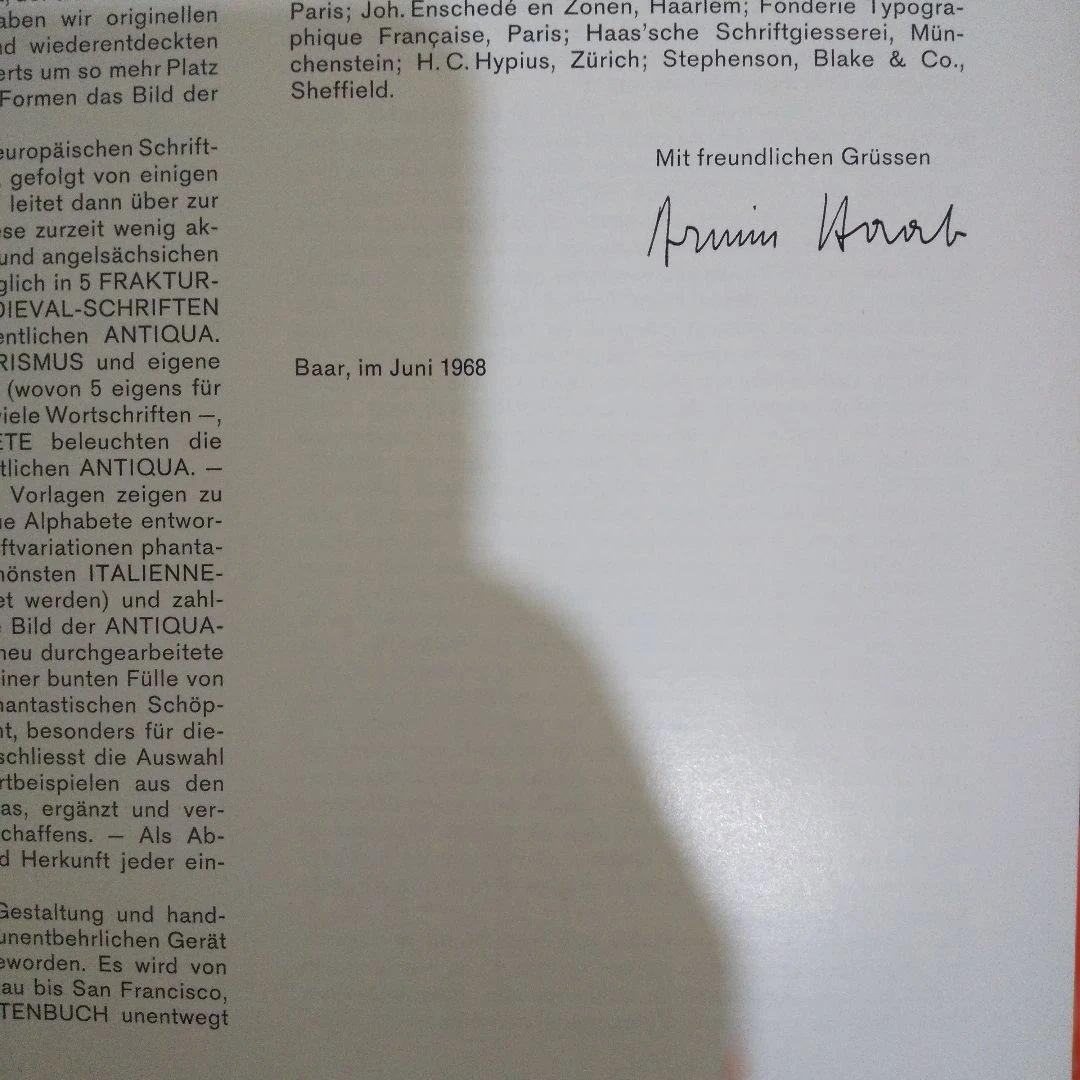 aben wir originellen
nd wiederentdeckten
erts um so mehr Platz
Formen das Bild der
europäischen Schrift-
gefolgt von einigen
leitet dann über zur
ese zurzeit wenig ak-
und angelsächsichen
glich in 5 FRAKTUR-
DIEVAL-SCHRIFTEN
entlichen ANTIQUA.
RISMUS und eigene
(wovon 5 eigens für
viele Wortschriften —,
ETE beleuchten die
tlichen ANTIQUA. —
Vorlagen zeigen zu
ue Alphabete entwor-
ftvariationen phanta-
hönsten ITALIENNE-
et werden) und zahl-
e Bild der ANTIQUA-
neu durchgearbeitete
iner bunten Fülle von
hantastischen Schöp-
nt, besonders für die-
schliesst die Auswahl
rtbeispielen aus den
as, ergänzt und ver-
chaffens. — Als Ab-
d Herkunft jeder ein-
Gestaltung und hand-
unentbehrlichen Gerät
eworden. Es wird von
au bis San Francisco,
TENBUCH unentwegt
Paris; Joh. Enschedé en Zonen, Haarlem; Fonderie Typogra-
phique Française, Paris; Haas'sche Schriftgiesserei, Mün-
chenstein; H. C. Hypius, Zürich; Stephenson, Blake & Co.,
Sheffield.
Mit freundlichen Grüssen
Armin Haab
Baar, im Juni 1968